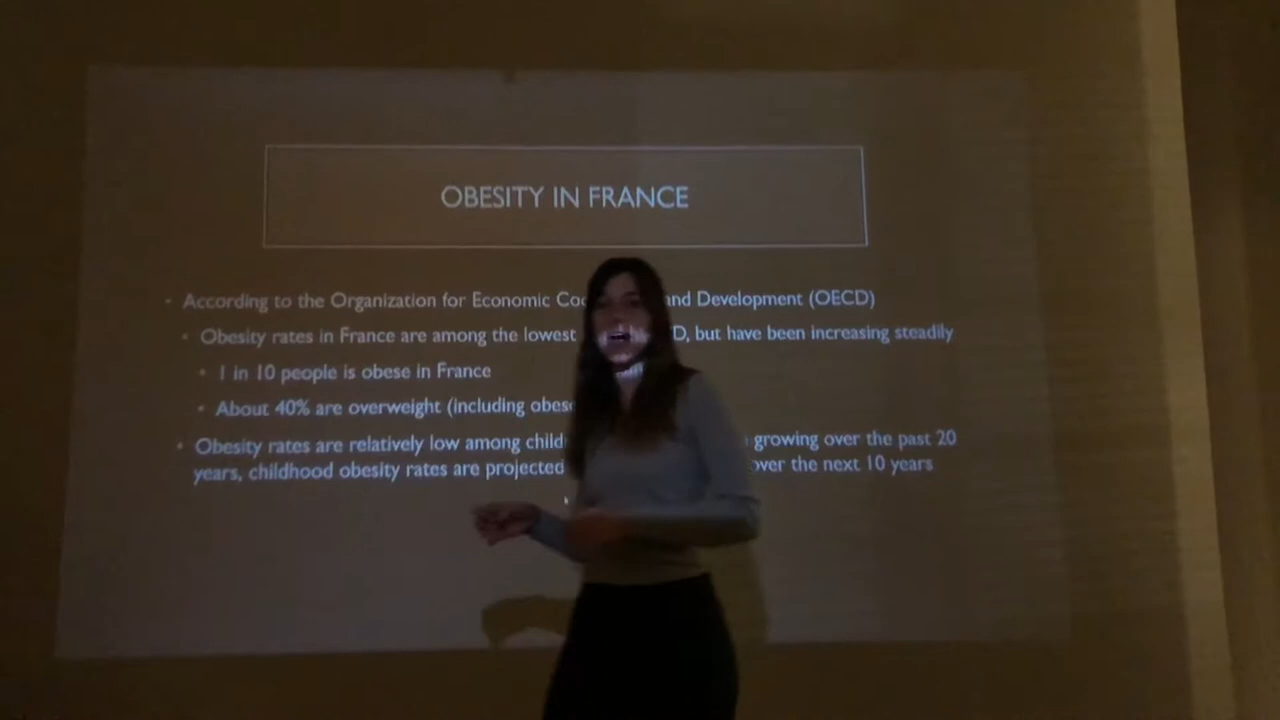 OBESITY IN FRANCE
According to the Organization for Economic and Development (OECD)
Obesity rates in France are among the lowest but have been increasing steadily
1 in 10 people is obese in France
About 40% are overweight (including
Obesity rates are relatively low among growing over the past 20
years, childhood obesity rates are projected over the next 10 years